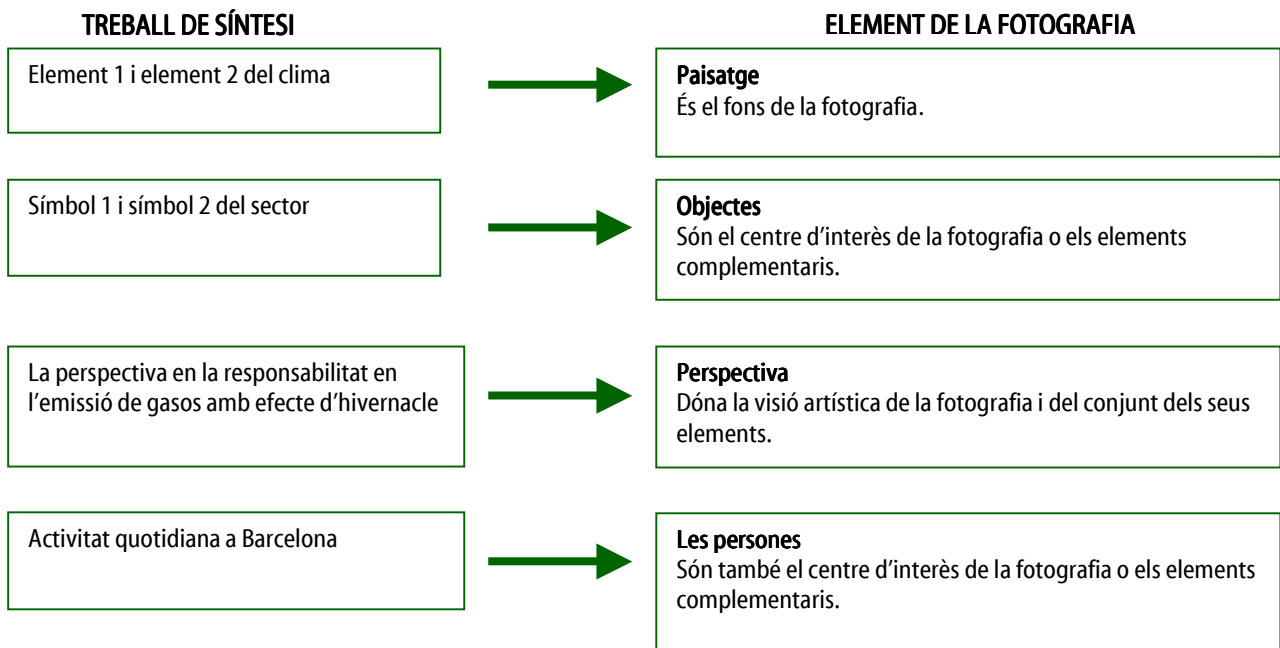 TREBALL DE SÍNTESI
ELEMENT DE LA FOTOGRAFIA
Element 1 i element 2 del clima
Paisatge
És el fons de la fotografia.
Símbol 1 i símbol 2 del sector
Objectes
Són el centre d'interès de la fotografia o els elements
complementaris.
La perspectiva en la responsabilitat en
l'emissió de gasos amb efecte d'hivernacle
Perspectiva
Dóna la visió artística de la fotografia i del conjunt dels seus
elements.
Activitat quotidiana a Barcelona
Les persones
Són també el centre d'interès de la fotografia o els elements
complementaris.